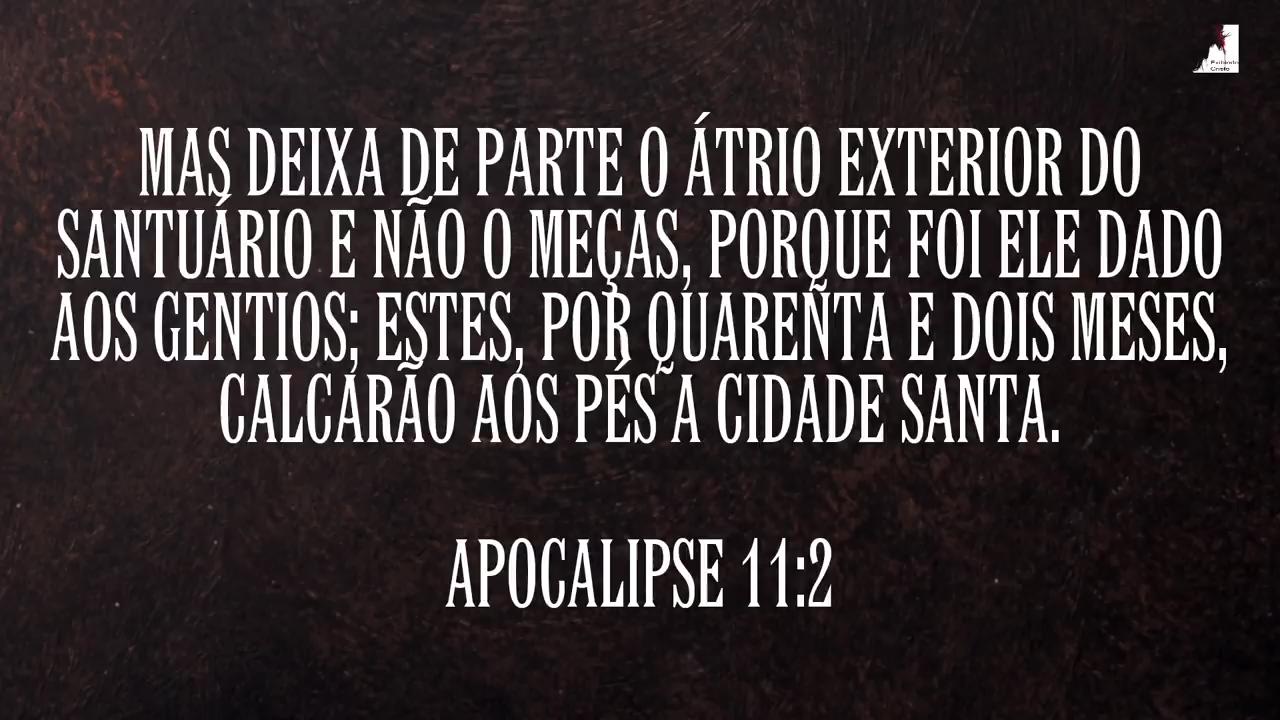 MAS DEIXA DE PARTE O ÁTRIO EXTERIOR DO
SANTUÁRIO E NÃO O MEÇAS, PORQUE FOI ELE DADO
AOS GENTIOS; ESTES, POR QUARENTA E DOIS MESES,
CALCARÃO AOS PÉS A CIDADE SANTA.
APOCALIPSE 11:2
Cristo